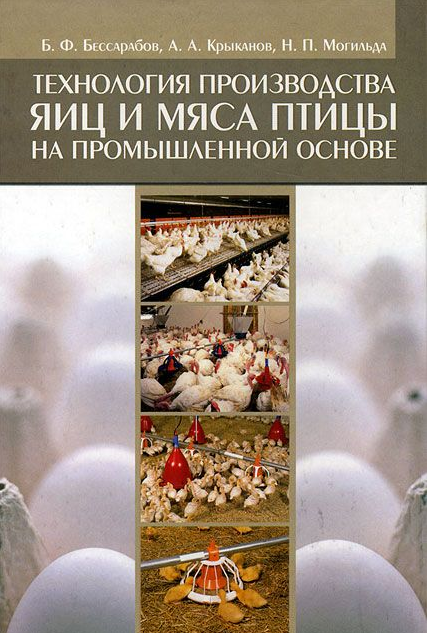 Б. Ф. Бессарабов, А. А. Крыканов, Н. П. Могильда
ТЕХНОЛОГИЯ ПРОИЗВОДСТВА
ЯИЦ И МЯСА ПТИЦЫ
НА ПРОМЫШЛЕННОЙ ОСНОВЕ